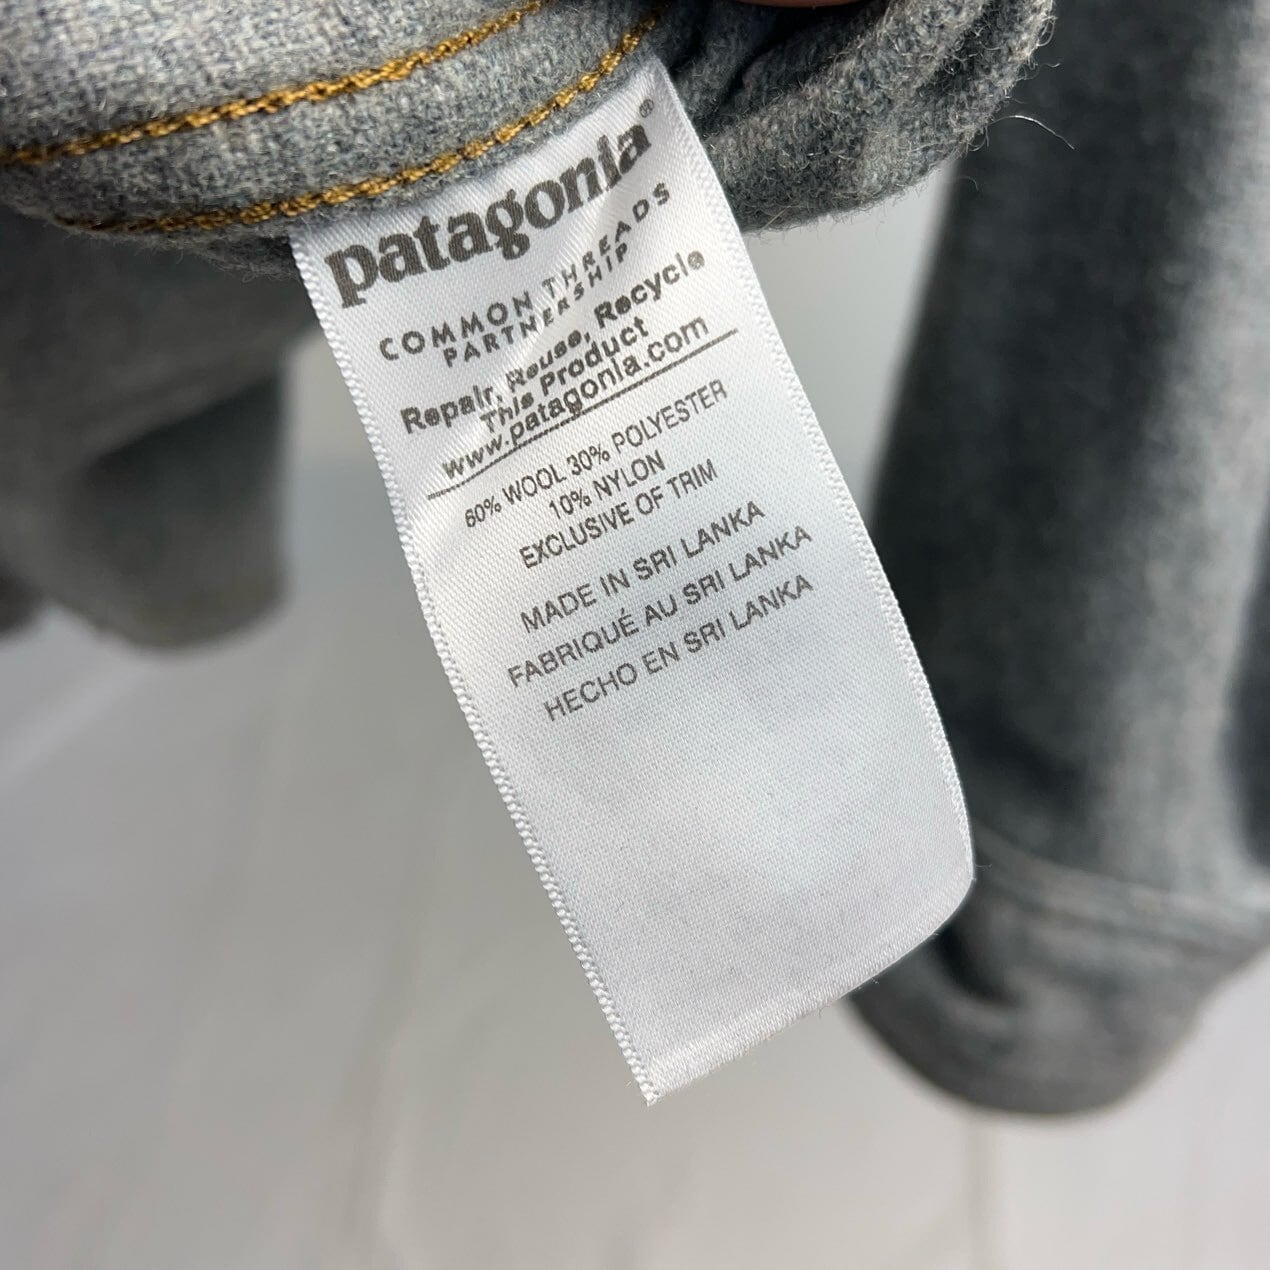 patagonia®
COMMON THREADS
PARTNERSHIP
Repair, Reuse, Recycle
This Product
www.patagonia.com
60% WOOL 30% POLYESTER
10% NYLON
EXCLUSIVE OF TRIM
MADE IN SRI LANKA
FABRIQUÉ AU SRI LANKA
HECHO EN SRI LANKA